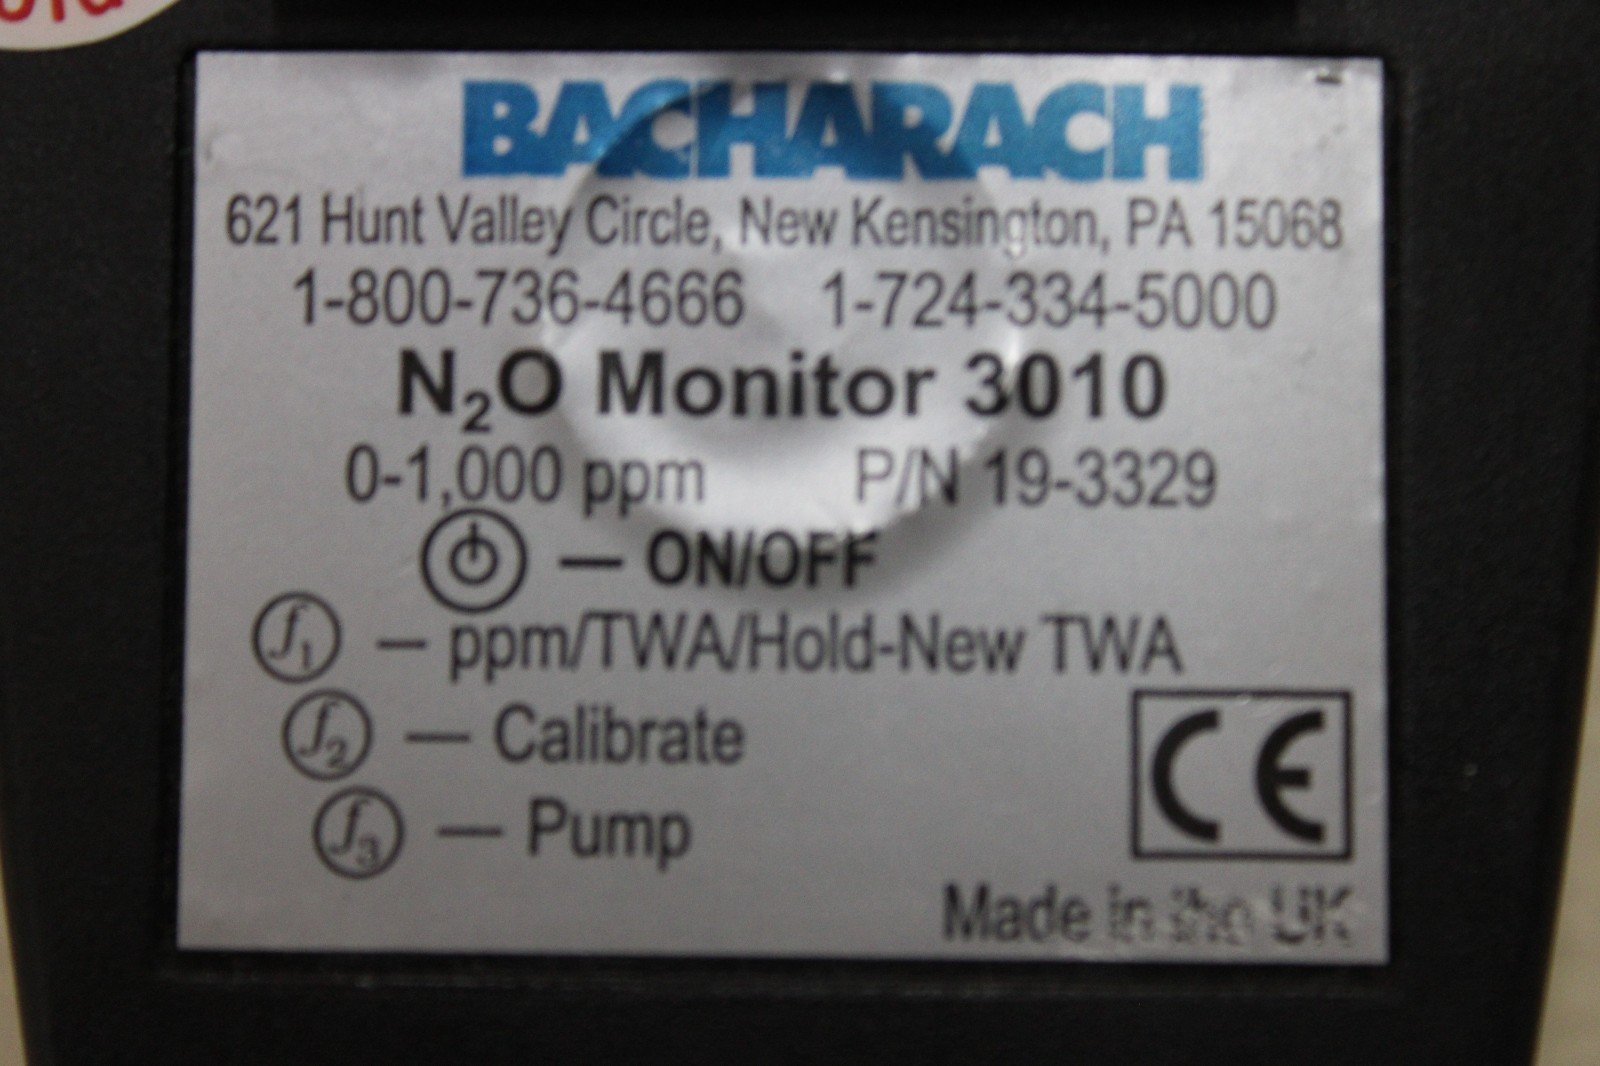 BACHARACH
621 Hunt Valley Circle, New Kensington, PA 15068
1-800-736-4666 1-724-334-5000
N₂O Monitor 3010
0-1,000 ppm P/N 19-3329
— ON/OFF
f₁ — ppm/TWA/Hold-New TWA
f₂ — Calibrate
f₃ — Pump
CE
Made in the UK